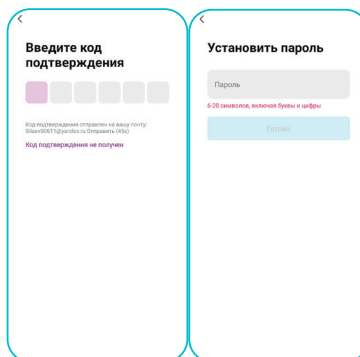 Введите код
подтверждения
Код подтверждения отправлен на вашу почту:
Отправить (45с)
Код подтверждения не получен
Установить пароль
Пароль
6-20 символов, включая буквы и цифры
Готово